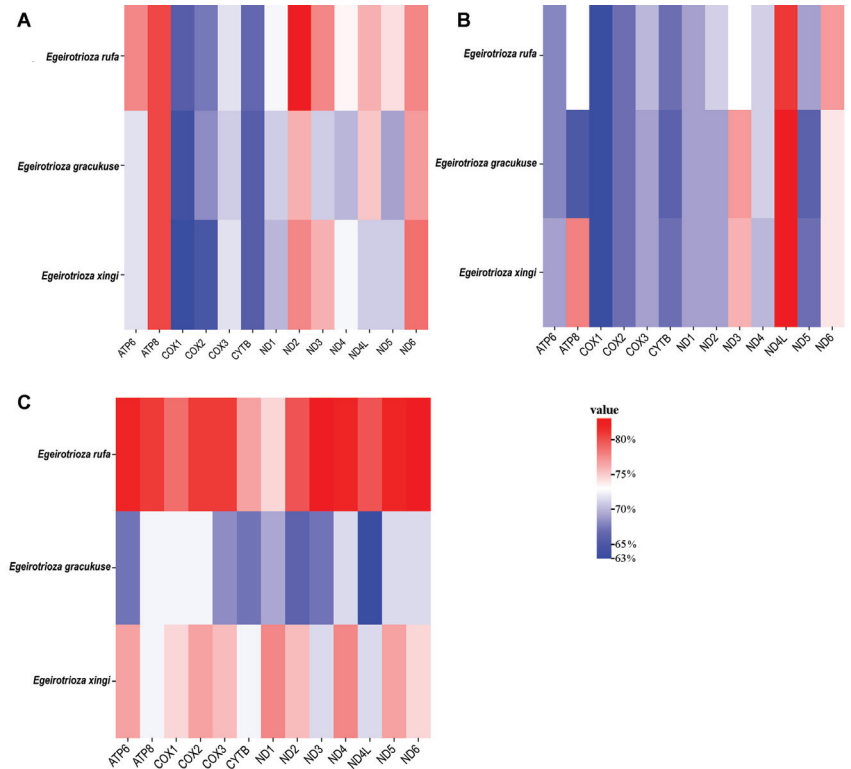 A
Egeirotrioza rufa
Egeirotrioza gracukuse
Egeirotrioza xingi
ATP6 ATP8 COX1 COX2 COX3 CYTB ND1 ND2 ND3 ND4 ND4L ND5 ND6
B
Egeirotrioza rufa
Egeirotrioza gracukuse
Egeirotrioza xingi
ATP6 ATP8 COX1 COX2 COX3 CYTB ND1 ND2 ND3 ND4 ND4L ND5 ND6
C
Egeirotrioza rufa
Egeirotrioza gracukuse
Egeirotrioza xingi
ATP6 ATP8 COX1 COX2 COX3 CYTB ND1 ND2 ND3 ND4 ND4L ND5 ND6
value
80%
75%
70%
65%
63%